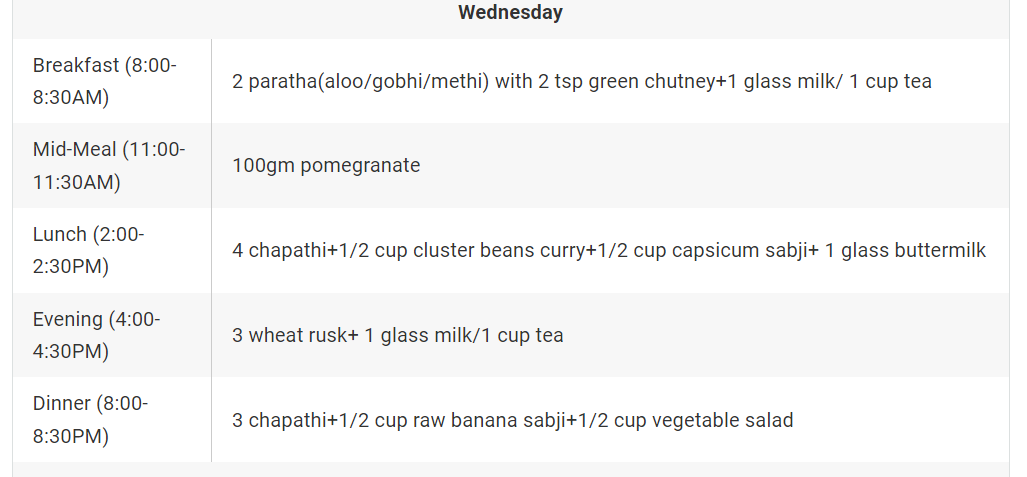 Wednesday
Breakfast (8:00-
8:30AM)
2 paratha(aloo/gobhi/methi) with 2 tsp green chutney+1 glass milk/ 1 cup tea
Mid-Meal (11:00-
11:30AM)
100gm pomegranate
Lunch (2:00-
2:30PM)
4 chapathi+1/2 cup cluster beans curry+1/2 cup capsicum sabji+ 1 glass buttermilk
Evening (4:00-
4:30PM)
3 wheat rusk+ 1 glass milk/1 cup tea
Dinner (8:00-
8:30PM)
3 chapathi+1/2 cup raw banana sabji+1/2 cup vegetable salad